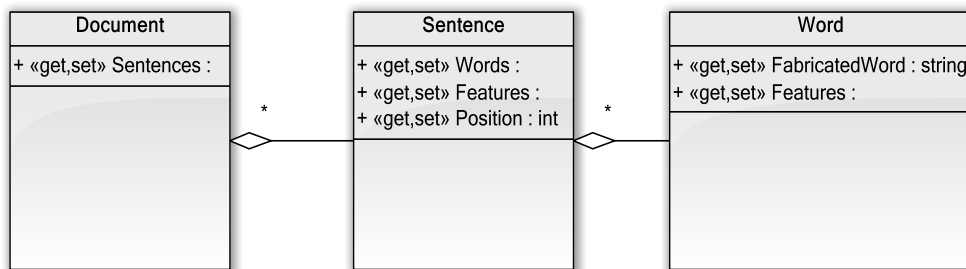 Document
+ «get,set» Sentences :
*
Sentence
+ «get,set» Words :
+ «get,set» Features :
+ «get,set» Position : int
*
Word
+ «get,set» FabricatedWord : string
+ «get,set» Features :